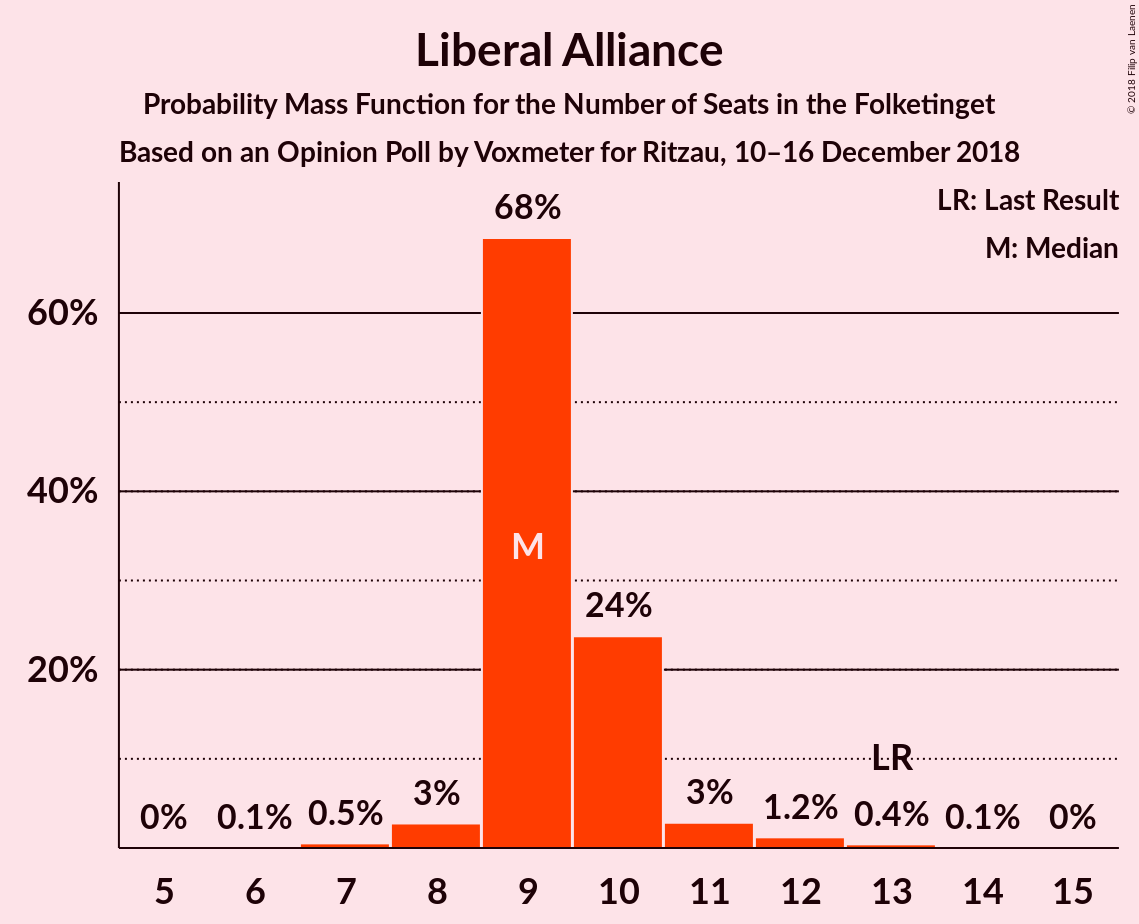 Liberal Alliance
Probability Mass Function for the Number of Seats in the Folketinget
Based on an Opinion Poll by Voxmeter for Ritzau, 10–16 December 2018
© 2018 Filip van Laenen
LR: Last Result
M: Median
60%
40%
20%
0%
0.1%
0.5%
3%
68%
M
24%
3%
1.2%
LR
0.4%
0.1%
0%
5 6 7 8 9 10 11 12 13 14 15